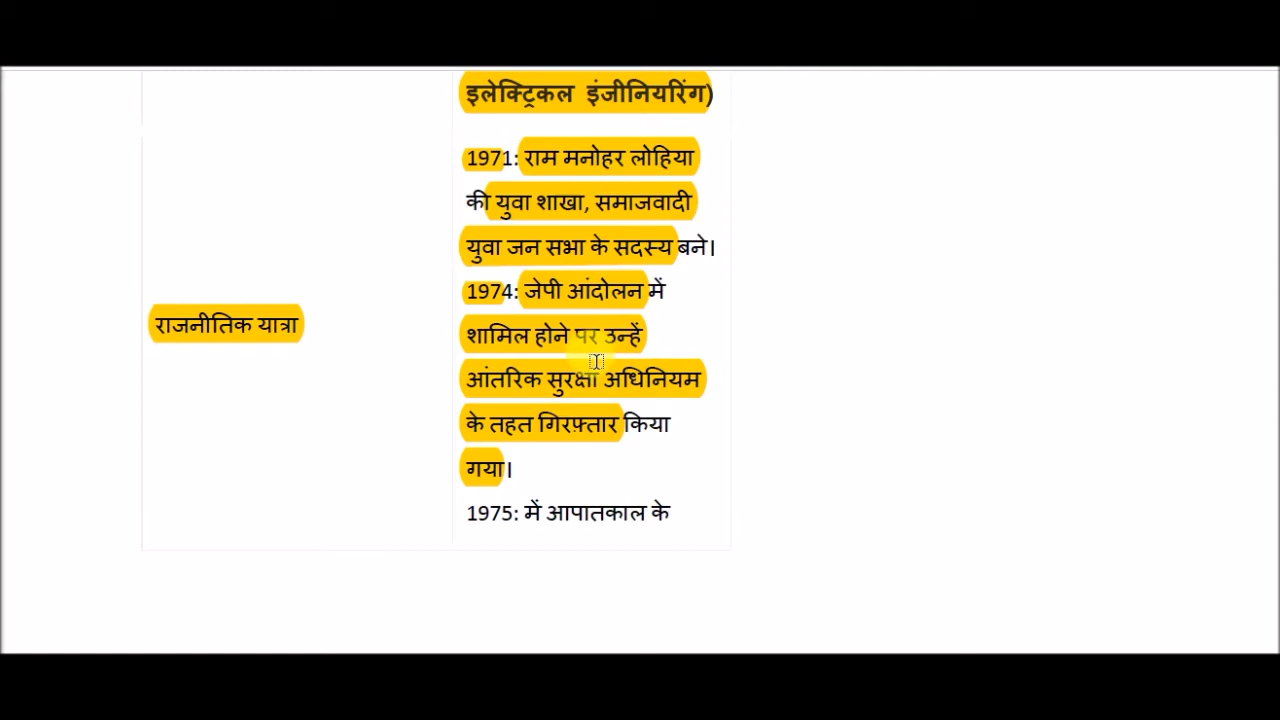 इलेक्ट्रिकल इंजीनियरिंग)
1971: राम मनोहर लोहिया
की युवा शाखा, समाजवादी
युवा जन सभा के सदस्य बने।
1974: जेपी आंदोलन में
राजनीतिक यात्रा
शामिल होने पर उन्हें
आंतरिक सुरक्षा अधिनियम
के तहत गिरफ़्तार किया
गया।
1975: में आपातकाल के